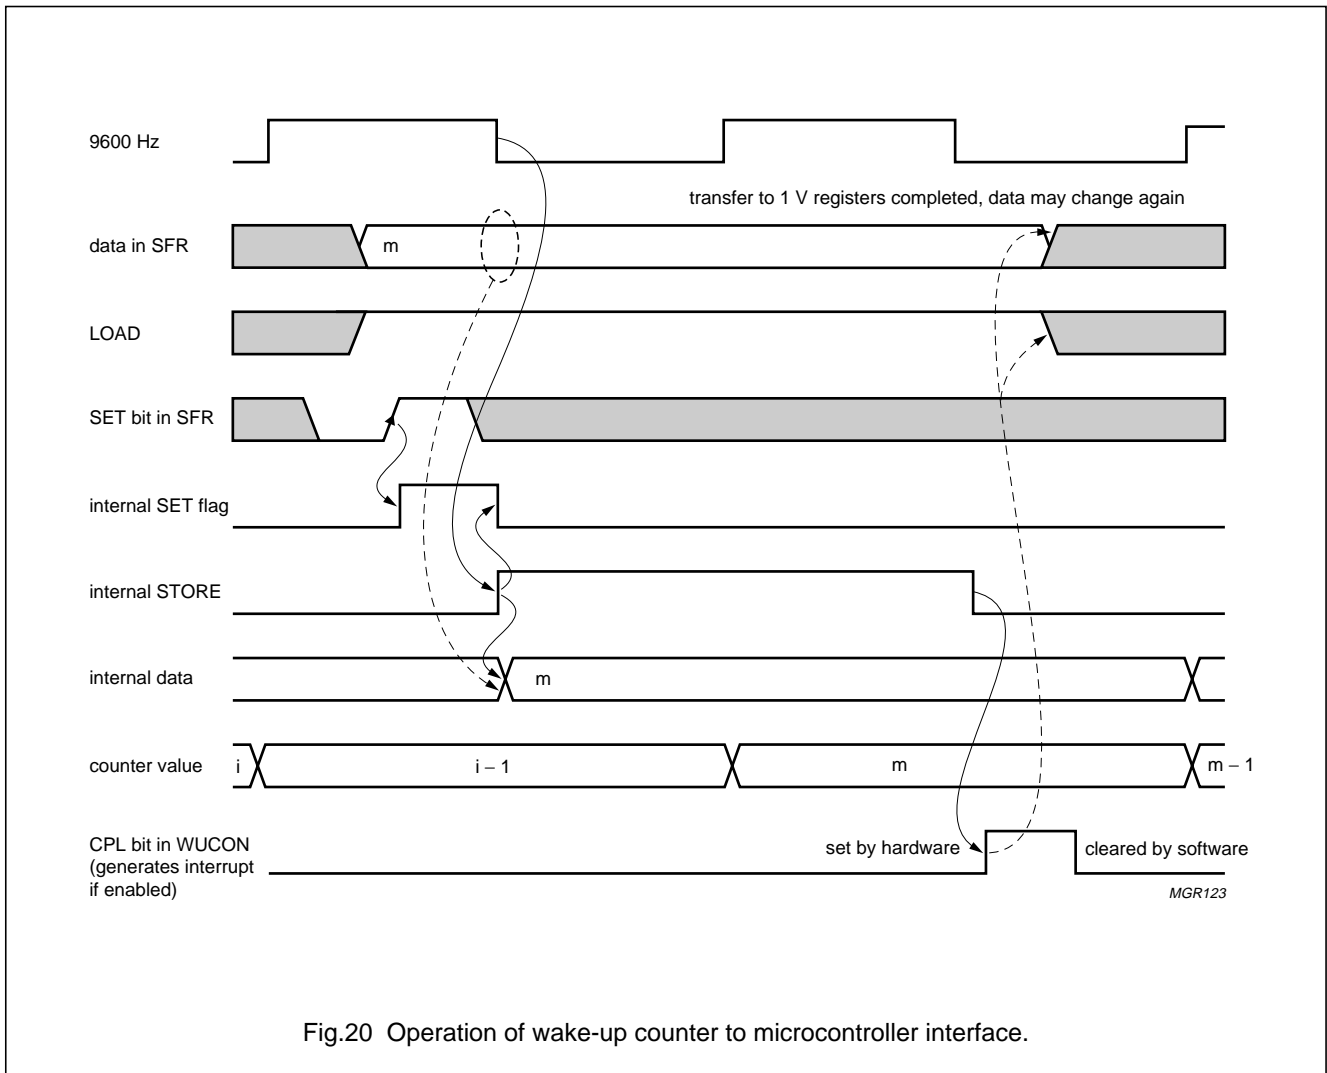 9600 Hz
transfer to 1 V registers completed, data may change again
data in SFR
m
LOAD
SET bit in SFR
internal SET flag
internal STORE
internal data
m
counter value
i
i – 1
m
m – 1
CPL bit in WUCON
(generates interrupt
if enabled)
set by hardware
cleared by software
MGR123
Fig.20 Operation of wake-up counter to microcontroller interface.